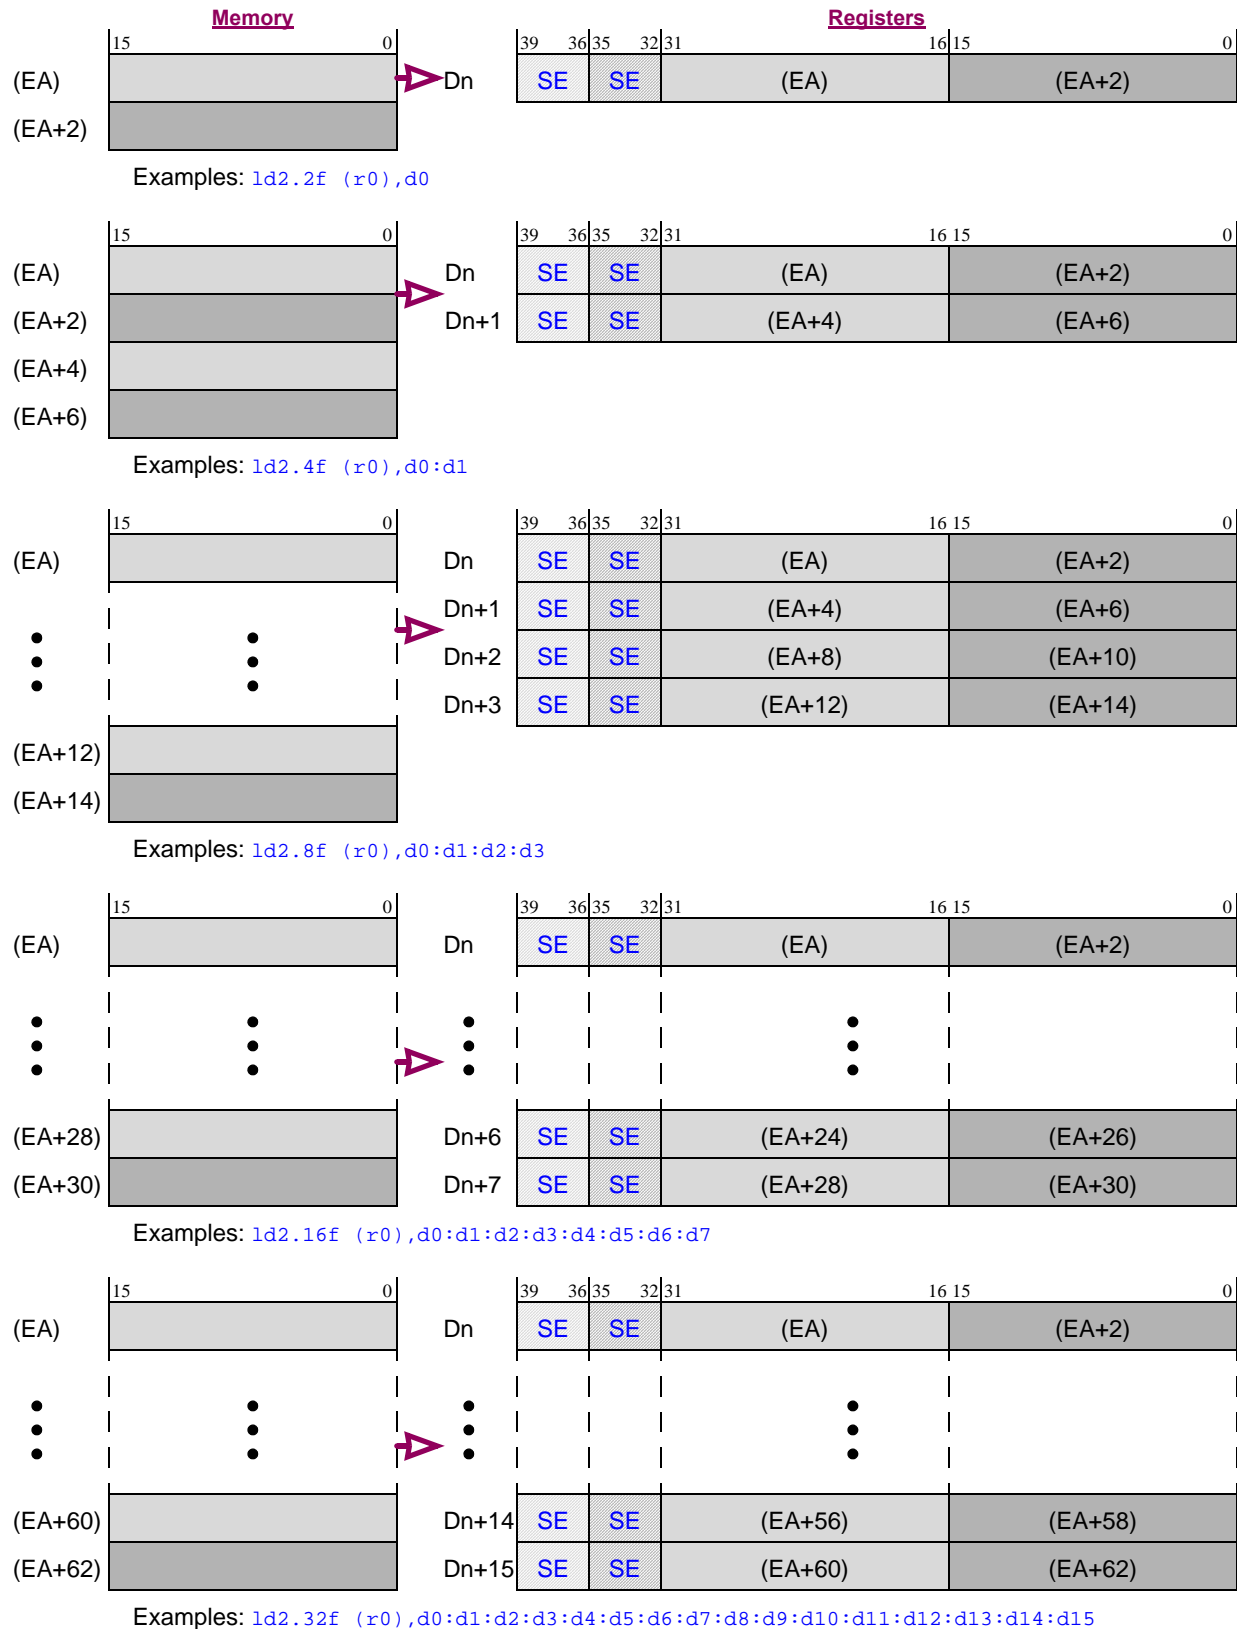 Memory Registers
15 0 39 36 35 32 31 16 15 0
(EA) Dn SE SE (EA) (EA+2)
(EA+2)
Examples: ld2.2f (r0),d0
15 0 39 36 35 32 31 16 15 0
(EA) Dn SE SE (EA) (EA+2)
(EA+2) Dn+1 SE SE (EA+4) (EA+6)
(EA+4)
(EA+6)
Examples: ld2.4f (r0),d0:d1
15 0 39 36 35 32 31 16 15 0
(EA) Dn SE SE (EA) (EA+2)
Dn+1 SE SE (EA+4) (EA+6)
Dn+2 SE SE (EA+8) (EA+10)
Dn+3 SE SE (EA+12) (EA+14)
(EA+12)
(EA+14)
Examples: ld2.8f (r0),d0:d1:d2:d3
15 0 39 36 35 32 31 16 15 0
(EA) Dn SE SE (EA) (EA+2)
(EA+28) Dn+6 SE SE (EA+24) (EA+26)
(EA+30) Dn+7 SE SE (EA+28) (EA+30)
Examples: ld2.16f (r0),d0:d1:d2:d3:d4:d5:d6:d7
15 0 39 36 35 32 31 16 15 0
(EA) Dn SE SE (EA) (EA+2)
(EA+60) Dn+14 SE SE (EA+56) (EA+58)
(EA+62) Dn+15 SE SE (EA+60) (EA+62)
Examples: ld2.32f (r0),d0:d1:d2:d3:d4:d5:d6:d7:d8:d9:d10:d11:d12:d13:d14:d15